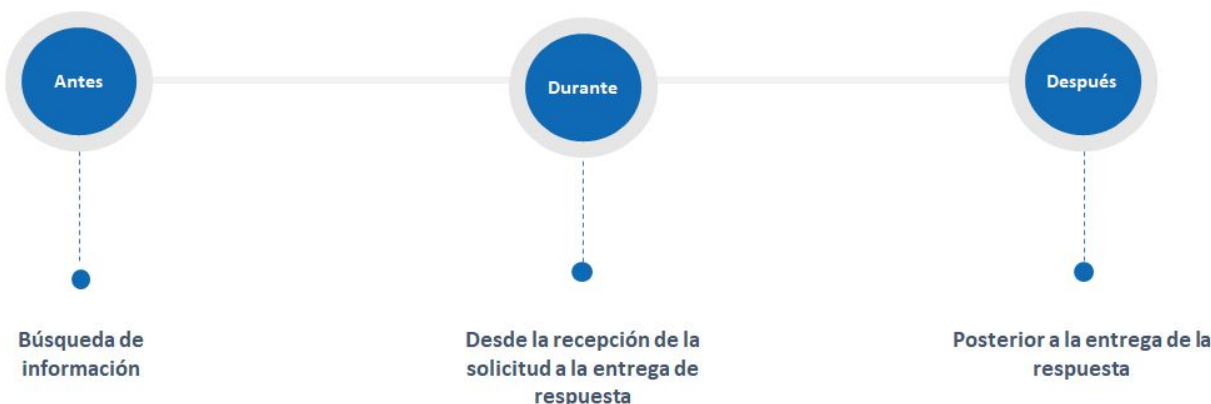 Antes
Durante
Después
Búsqueda de
información
Desde la recepción de la
solicitud a la entrega de
respuesta
Posterior a la entrega de la
respuesta